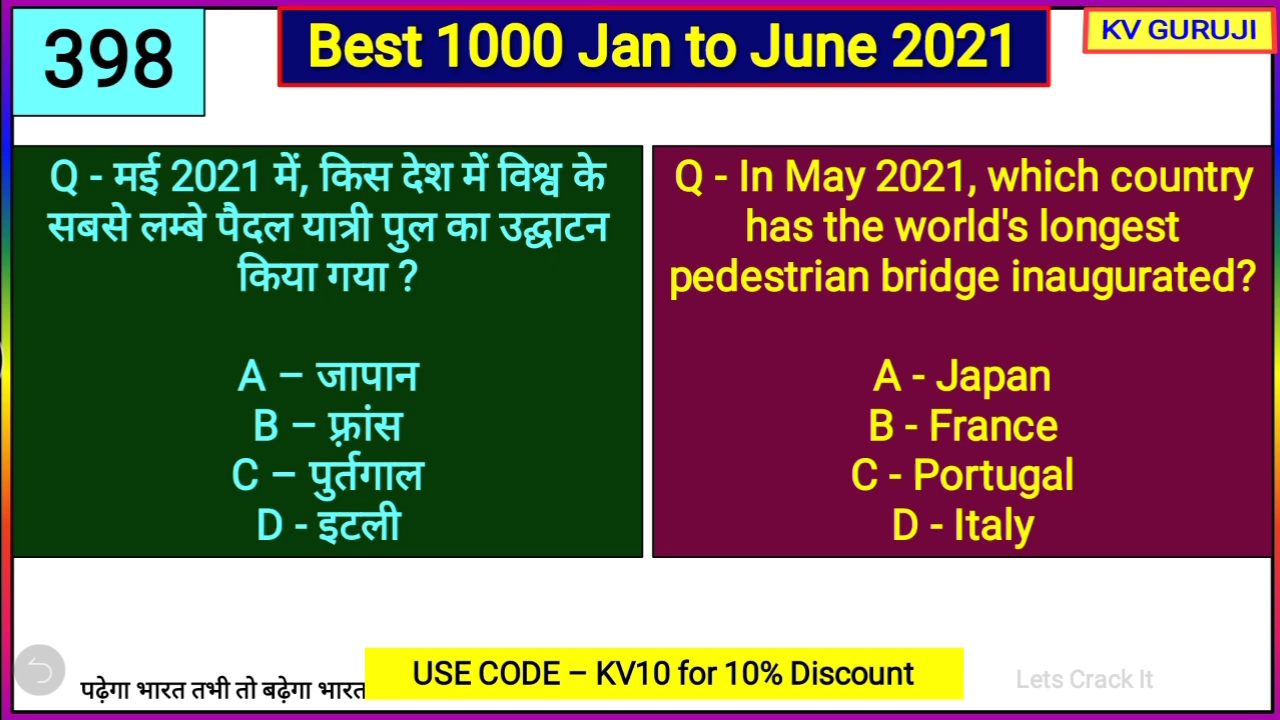 398
Best 1000 Jan to June 2021
KV GURUJI
Q - मई 2021 में, किस देश में विश्व के
सबसे लम्बे पैदल यात्री पुल का उद्घाटन
किया गया ?
A – जापान
B – फ़्रांस
C – पुर्तगाल
D - इटली
Q - In May 2021, which country
has the world's longest
pedestrian bridge inaugurated?
A - Japan
B - France
C - Portugal
D - Italy
पढ़ेगा भारत तभी तो बढ़ेगा भारत
USE CODE – KV10 for 10% Discount
Lets Crack It